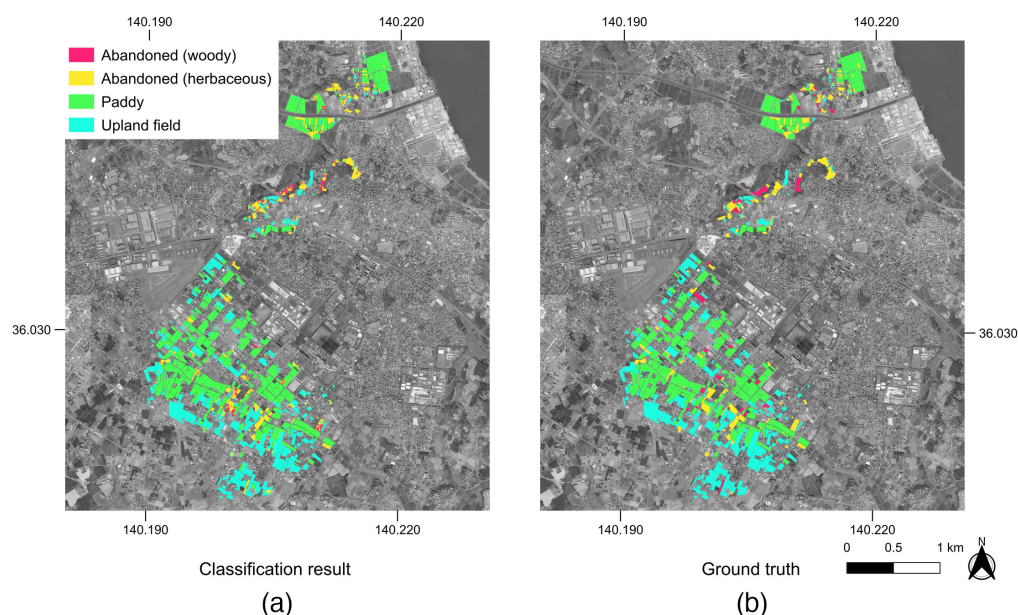 140.190
140.220
140.190
140.220
Abandoned (woody)
Abandoned (herbaceous)
Paddy
Upland field
36.030
36.030
140.190
140.220
140.190
140.220
N
0
0.5
1 km
Classification result
Ground truth
(a)
(b)